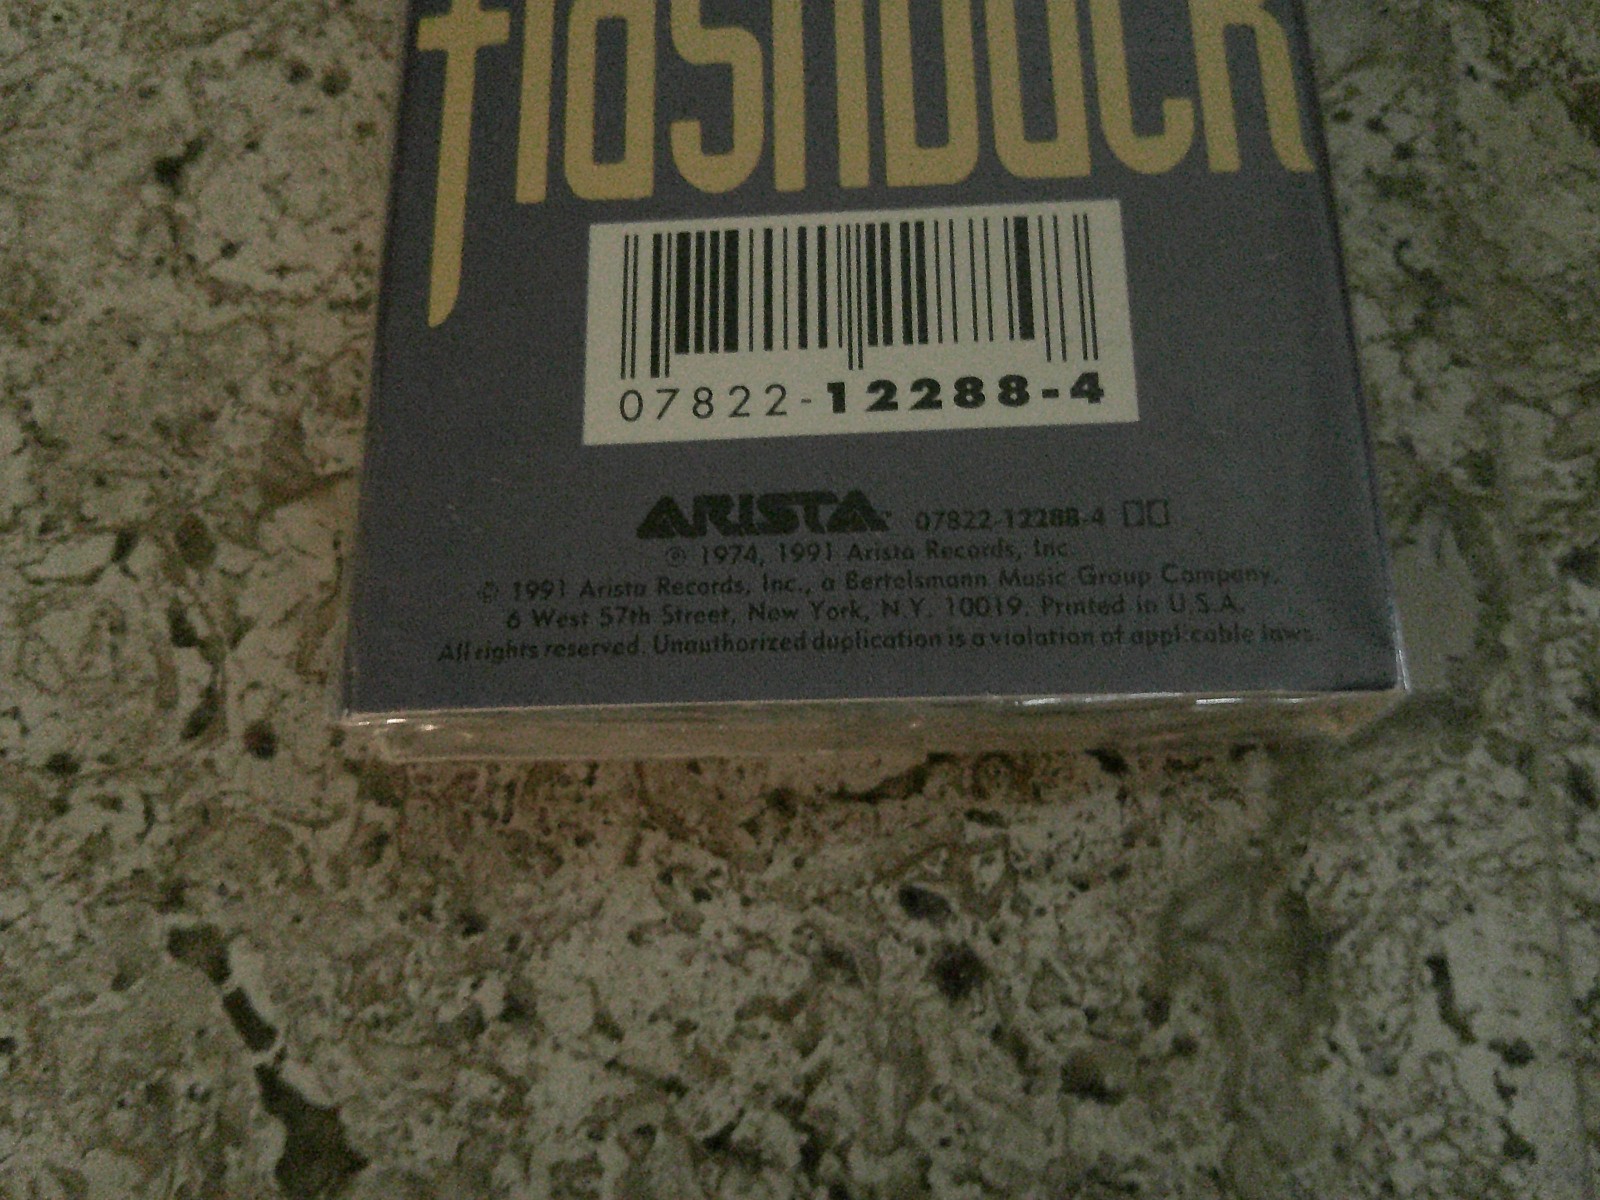 flashback
07822-12288-4
ARISTA™ 07822-12288-4
℗ 1974, 1991 Arista Records, Inc.
© 1991 Arista Records, Inc., a Bertelsmann Music Group Company,
6 West 57th Street, New York, N.Y. 10019. Printed in U.S.A.
All rights reserved. Unauthorized duplication is a violation of applicable laws.